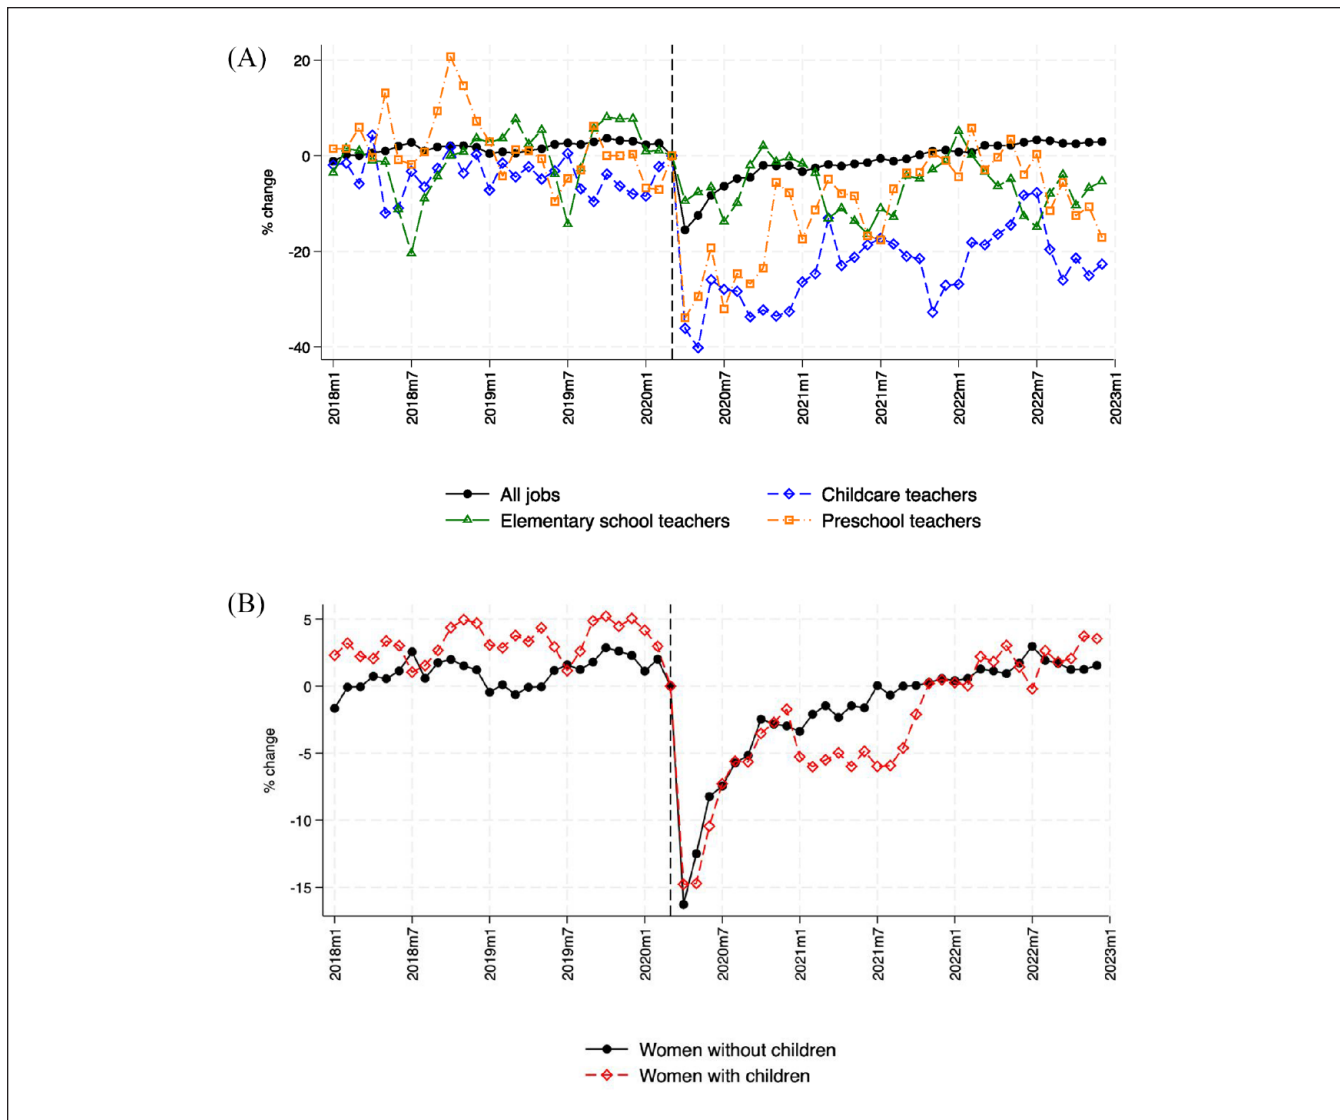 (A)
20
0
-20
-40
% change
2018m1
2018m7
2019m1
2019m7
2020m1
2020m7
2021m1
2021m7
2022m1
2022m7
2023m1
All jobs
Childcare teachers
Elementary school teachers
Preschool teachers
(B)
5
0
-5
-10
-15
% change
2018m1
2018m7
2019m1
2019m7
2020m1
2020m7
2021m1
2021m7
2022m1
2022m7
2023m1
Women without children
Women with children